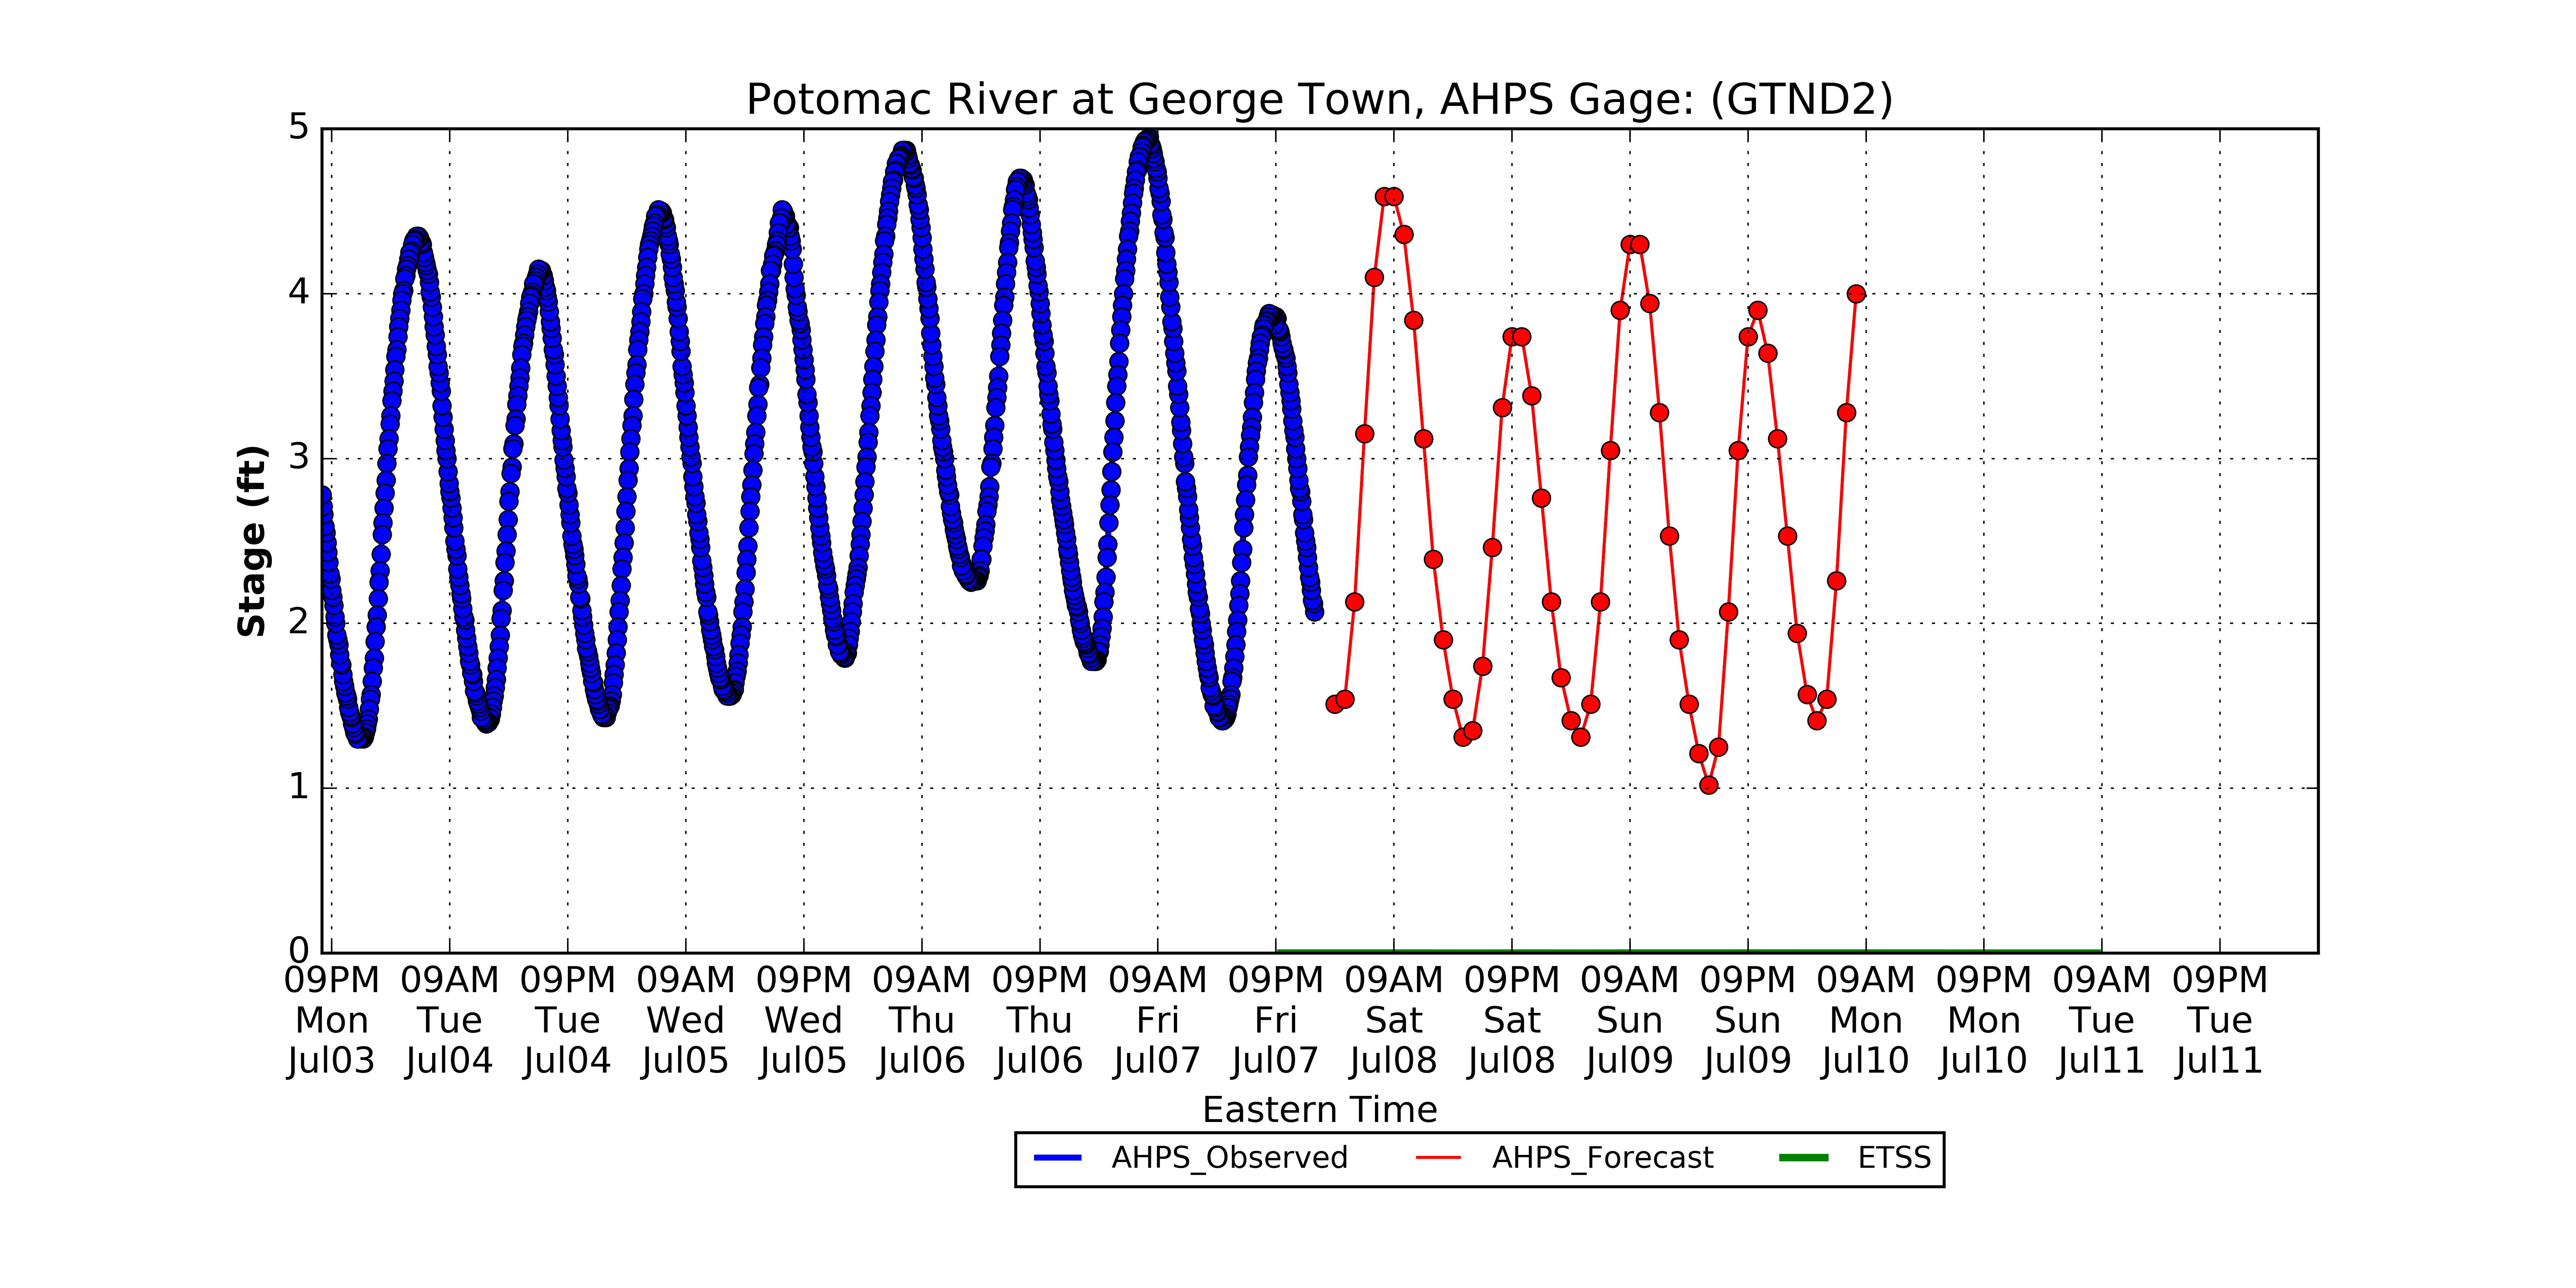 Potomac River at George Town, AHPS Gage: (GTND2)
5
4
3
2
1
0
Stage (ft)
09PM 09AM 09PM 09AM 09PM 09AM 09PM 09AM 09PM 09AM 09PM 09AM 09PM 09AM 09PM 09AM 09PM
Mon Tue Tue Wed Wed Thu Thu Fri Fri Sat Sat Sun Sun Mon Mon Tue Tue
Jul03 Jul04 Jul04 Jul05 Jul05 Jul06 Jul06 Jul07 Jul07 Jul08 Jul08 Jul09 Jul09 Jul10 Jul10 Jul11 Jul11
Eastern Time
AHPS_Observed AHPS_Forecast ETSS